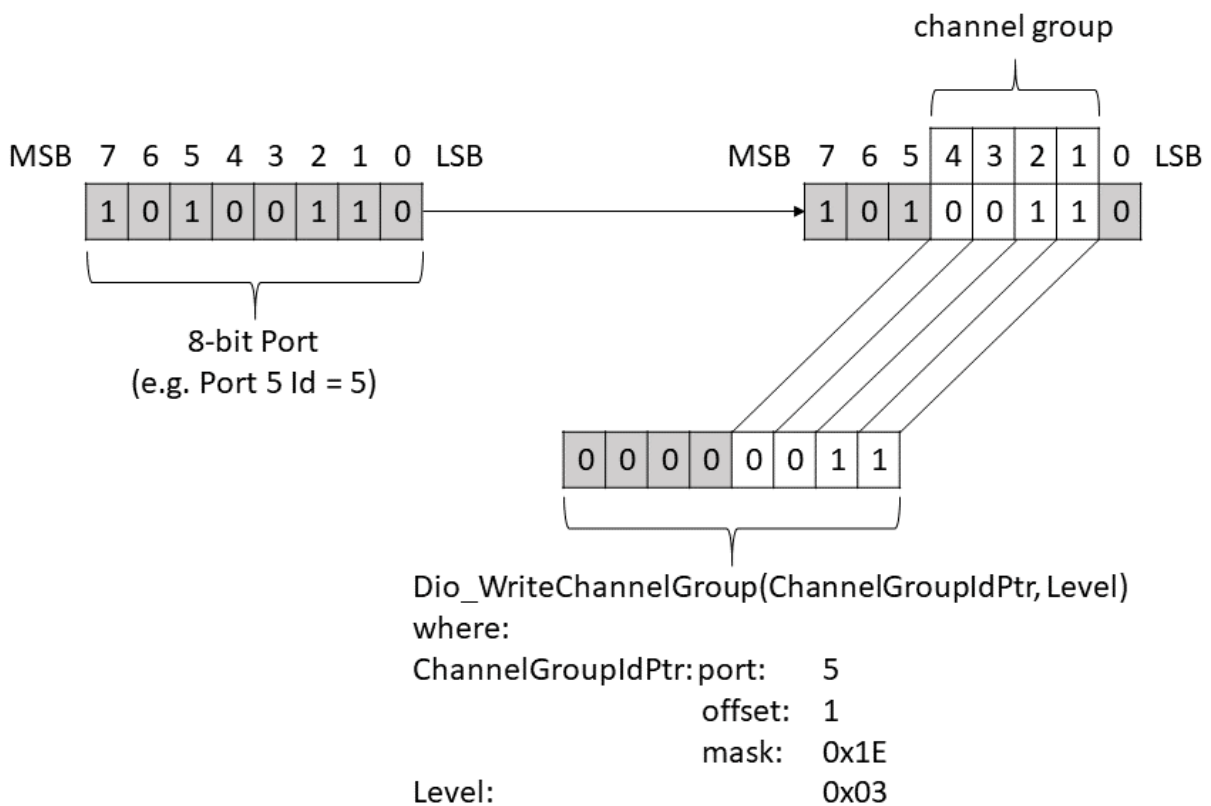 channel group
MSB 7 6 5 4 3 2 1 0 LSB
MSB 7 6 5 4 3 2 1 0 LSB
1 0 1 0 0 1 1 0
1 0 1 0 0 1 1 0
8-bit Port
(e.g. Port 5 Id = 5)
0 0 0 0 0 0 1 1
Dio_WriteChannelGroup(ChannelGroupIdPtr, Level)
where:
ChannelGroupIdPtr: port: 5
offset: 1
mask: 0x1E
Level: 0x03